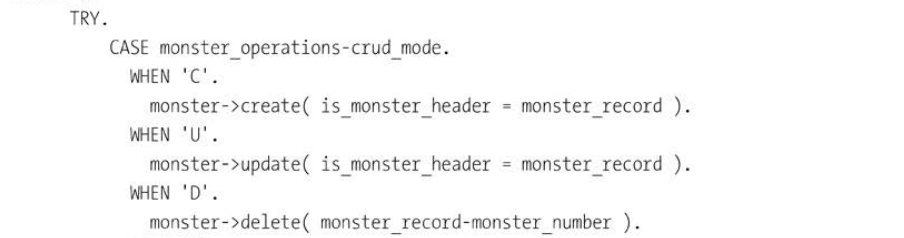 TRY.
CASE monster_operations-crud_mode.
WHEN 'C'.
monster->create( is_monster_header = monster_record ).
WHEN 'U'.
monster->update( is_monster_header = monster_record ).
WHEN 'D'.
monster->delete( monster_record-monster_number ).